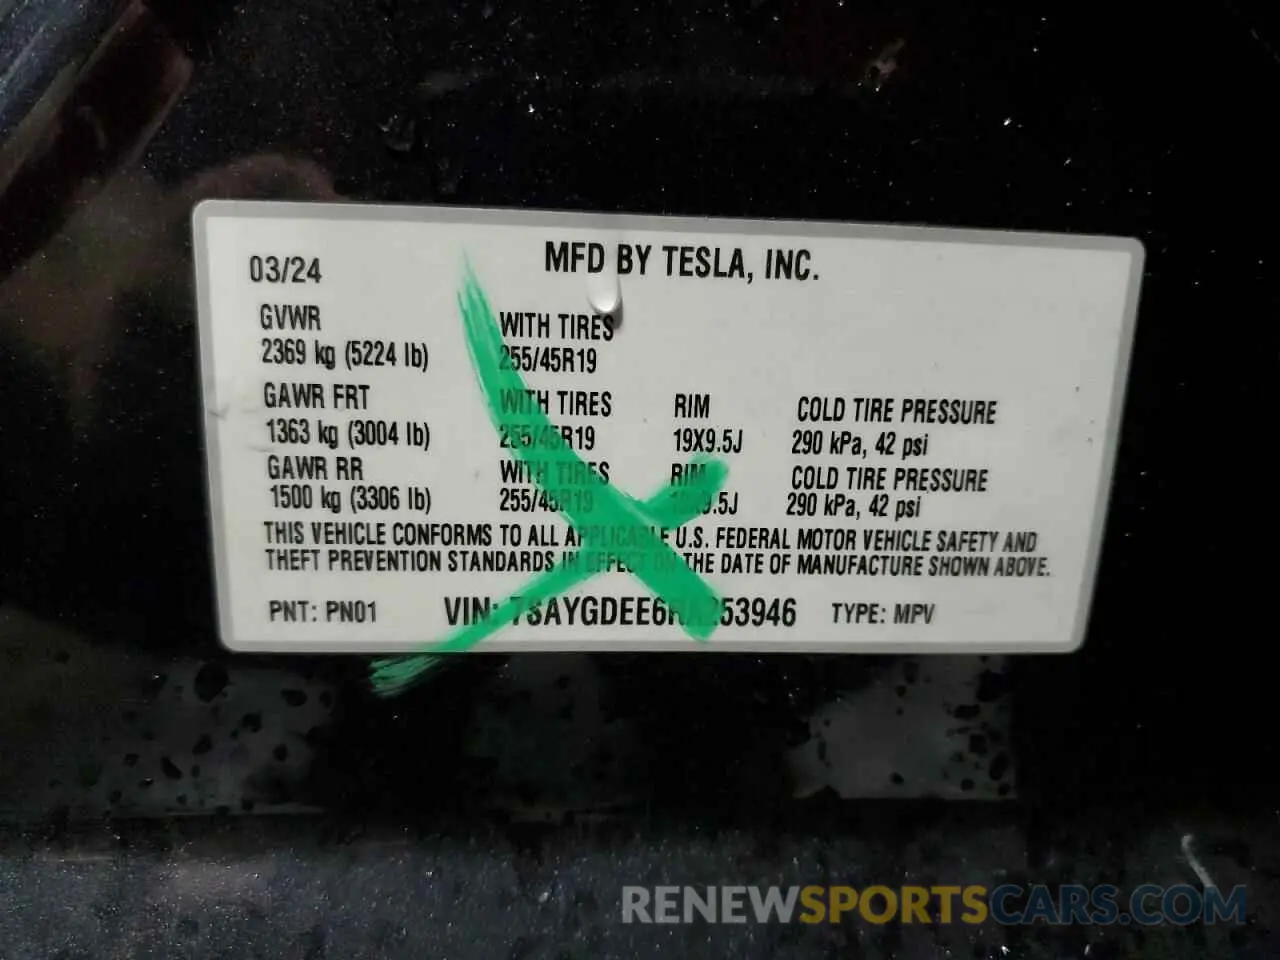 03/24
MFD BY TESLA, INC.
GVWR WITH TIRES
2369 kg (5224 lb) 255/45R19
GAWR FRT WITH TIRES RIM COLD TIRE PRESSURE
1363 kg (3004 lb) 255/45R19 19X9.5J 290 kPa, 42 psi
GAWR RR WITH TIRES RIM COLD TIRE PRESSURE
1500 kg (3306 lb) 255/45R19 19X9.5J 290 kPa, 42 psi
THIS VEHICLE CONFORMS TO ALL APPLICABLE U.S. FEDERAL MOTOR VEHICLE SAFETY AND
THEFT PREVENTION STANDARDS IN EFFECT ON THE DATE OF MANUFACTURE SHOWN ABOVE.
PNT: PN01 VIN: 7SAYGDEE6RA253946 TYPE: MPV
RENEWSPORTSCARS.COM